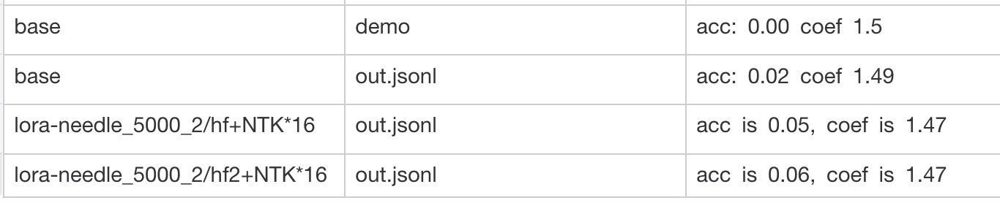 base demo acc: 0.00 coef 1.5
base out.jsonl acc: 0.02 coef 1.49
lora-needle_5000_2/hf+NTK*16 out.jsonl acc is 0.05, coef is 1.47
lora-needle_5000_2/hf2+NTK*16 out.jsonl acc is 0.06, coef is 1.47